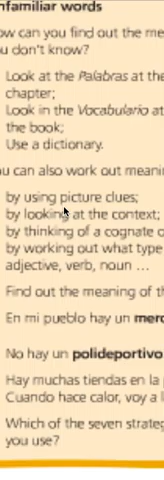 nfamiliar words
ow can you find out the me
u don't know?
Look at the Palabras at the
chapter;
Look in the Vocabulario at
the book;
Use a dictionary.
u can also work out meani
by using picture clues;
by looking at the context;
by thinking of a cognate o
by working out what type
adjective, verb, noun ...
Find out the meaning of th
En mi pueblo hay un merc
No hay un polideportivo
Hay muchas tiendas en la
Cuando hace calor, voy a l
Which of the seven strateg
you use?